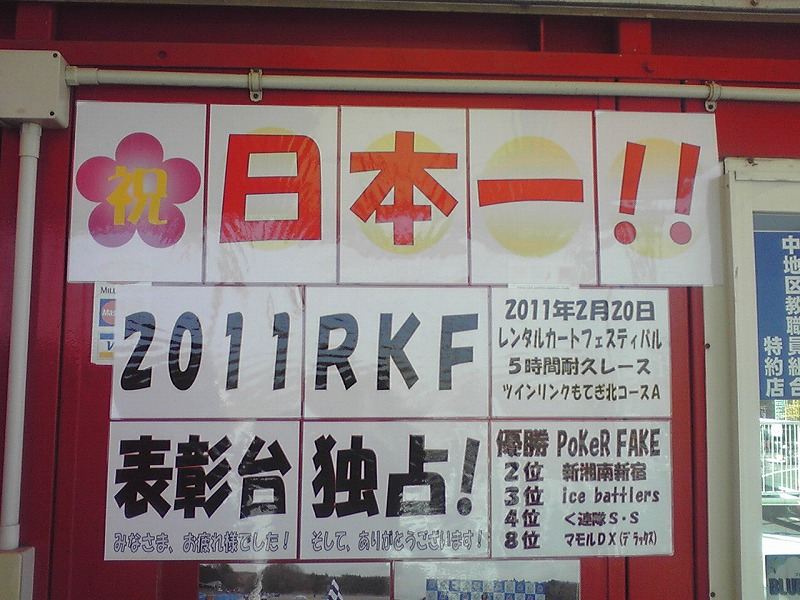 祝 日本一!!
2011RKF
2011年2月20日
レンタルカートフェスティバル
5時間耐久レース
ツインリンクもてぎ北コースA
表彰台独占!
みなさま、お疲れ様でした!
そして、ありがとうございます!
優勝 PoKeR FAKE
2位 新湘南新宿
3位 ice battlers
4位 く連隊S・S
8位 マモルDX(デラックス)
中地区教職員組合
特約店
MILL
Mas
V
BLUE